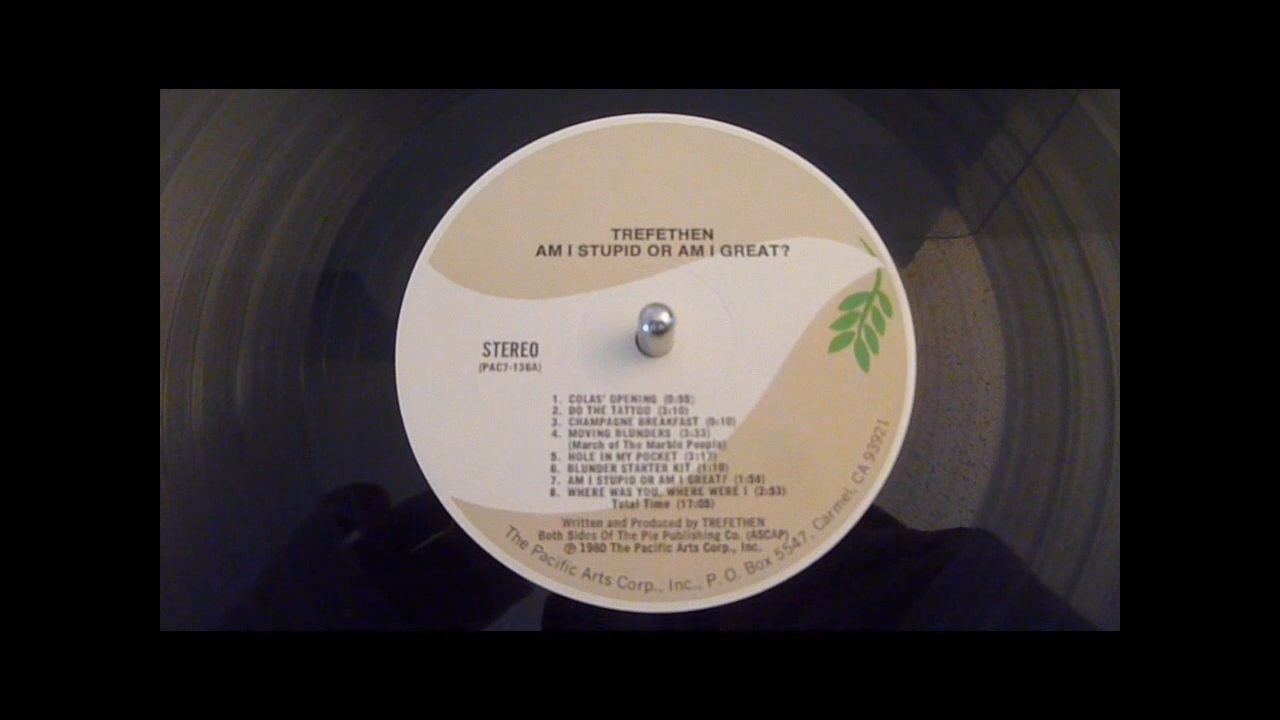 TREFETHEN
AM I STUPID OR AM I GREAT?
STEREO
(PAC7-136A)
1. COLAS' OPENING (0:55)
2. DO THE TATTOO (3:10)
3. CHAMPAGNE BREAKFAST (0:10)
4. MOVING BLUNDERS (3:33)
(March of The Marble People)
5. HOLE IN MY POCKET (3:13)
6. BLUNDER STARTER KIT (1:10)
7. AM I STUPID OR AM I GREAT? (1:58)
8. WHERE WAS YOU, WHERE WERE I (2:53)
Total Time (17:05)
Written and Produced by TREFETHEN
Both Sides Of The Pie Publishing Co. (ASCAP)
℗ 1980 The Pacific Arts Corp., Inc.
The Pacific Arts Corp., Inc., P. O. Box 5547, Carmel, CA 93921